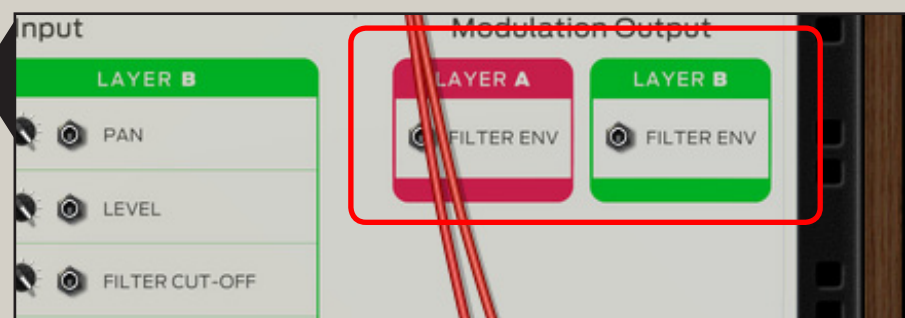 Input
Modulation Output
LAYER B
LAYER A
LAYER B
PAN
FILTER ENV
FILTER ENV
LEVEL
FILTER CUT-OFF